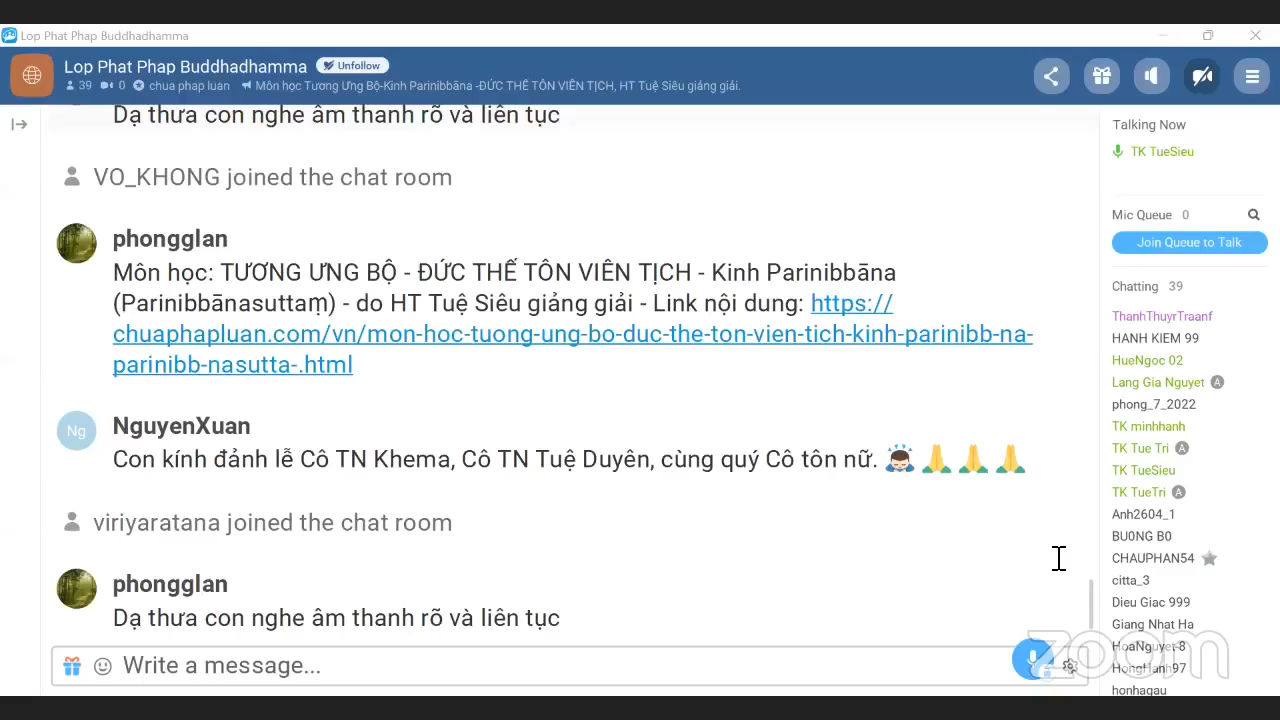 Lop Phat Phap Buddhadhamma
Lop Phat Phap Buddhadhamma Unfollow
39 0 chua phap luan Môn học Tương Ưng Bộ-Kinh Parinibbāna -ĐỨC THẾ TÔN VIÊN TỊCH, HT Tuệ Siêu giảng giải.
Dạ thưa con nghe âm thanh rõ và liên tục
VO_KHONG joined the chat room
phongglan
Môn học: TƯƠNG ƯNG BỘ - ĐỨC THẾ TÔN VIÊN TỊCH - Kinh Parinibbāna
(Parinibbānasuttaṃ) - do HT Tuệ Siêu giảng giải - Link nội dung: https://
chuaphapluan.com/vn/mon-hoc-tuong-ung-bo-duc-the-ton-vien-tich-kinh-parinibb-na-
parinibb-nasutta-.html
Ng
NguyenXuan
Con kính đảnh lễ Cô TN Khema, Cô TN Tuệ Duyên, cùng quý Cô tôn nữ.
viriyaratana joined the chat room
phongglan
Dạ thưa con nghe âm thanh rõ và liên tục
Write a message...
Talking Now
TK TueSieu
Mic Queue 0
Join Queue to Talk
Chatting 39
ThanhThuyrTraanf
HANH KIEM 99
HueNgoc 02
Lang Gia Nguyet A
phong_7_2022
TK minhhanh
TK Tue Tri A
TK TueSieu
TK TueTri A
Anh2604_1
BU0NG B0
CHAUPHAN54
citta_3
Dieu Giac 999
Giang Nhat Ha
HoaNguyet-8
HongHanh97
honhagau
zoom